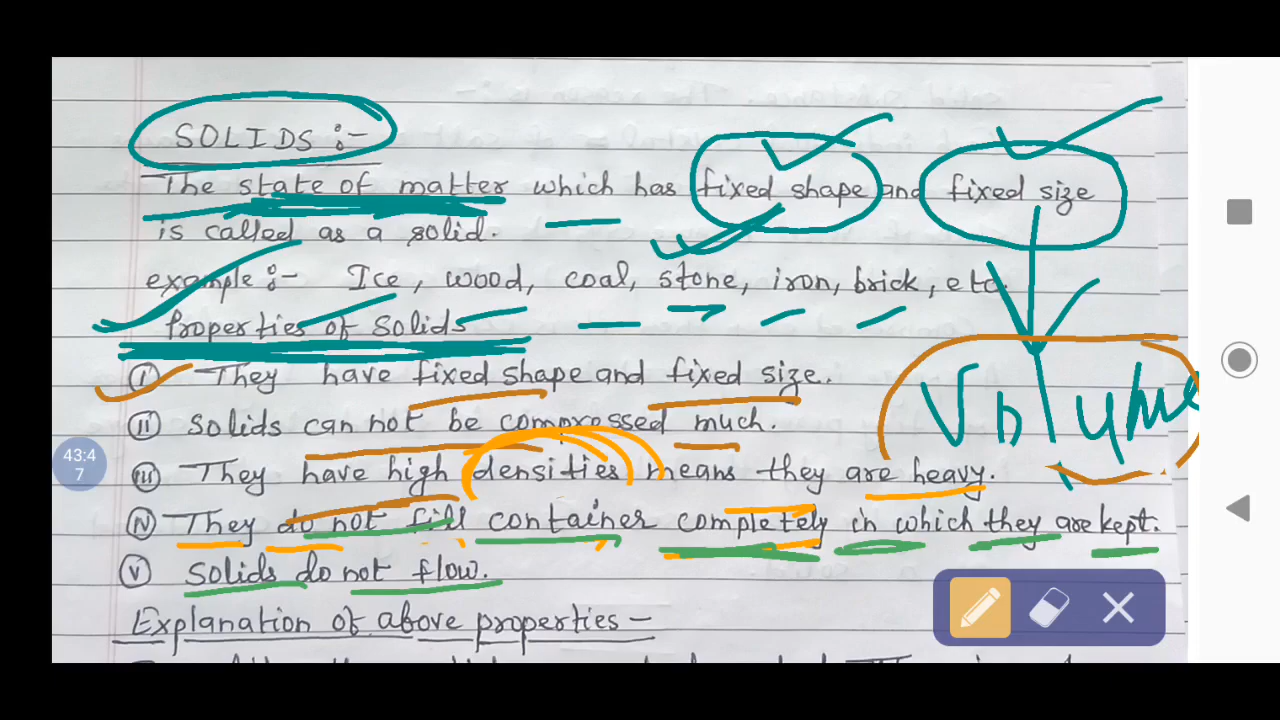 SOLIDS :-
The state of matter which has fixed shape and fixed size
is called as a solid.
example :- Ice, wood, coal, stone, iron, brick, etc.
Properties of Solids
Volume
(I) They have fixed shape and fixed size.
(II) Solids can not be compressed much.
(III) They have high densities means they are heavy.
(IV) They do not fill container completely in which they are kept.
(V) Solids do not flow.
Explanation of above properties -
43:4
7